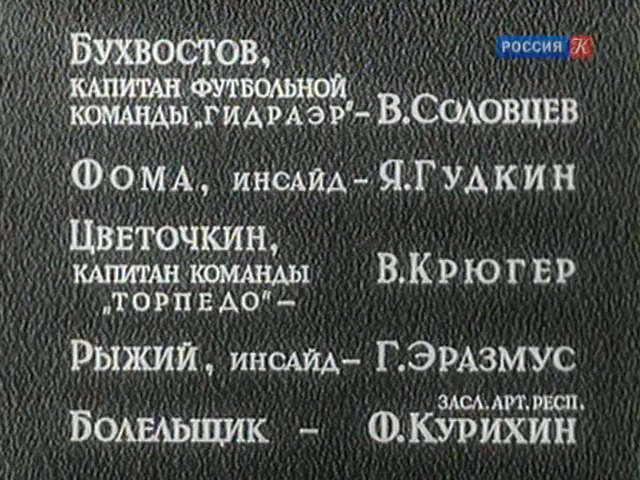 РОССИЯ К
БУХВОСТОВ,
КАПИТАН ФУТБОЛЬНОЙ
КОМАНДЫ „ГИДРАЭР" – В.СОЛОВЦЕВ
ФОМА, ИНСАЙД – Я.ГУДКИН
ЦВЕТОЧКИН,
КАПИТАН КОМАНДЫ В.КРЮГЕР
„ТОРПЕДО" –
РЫЖИЙ, ИНСАЙД – Г.ЭРАЗМУС
ЗАСЛ.АРТ.РЕСП.
БОЛЕЛЬЩИК – Ф.КУРИХИН